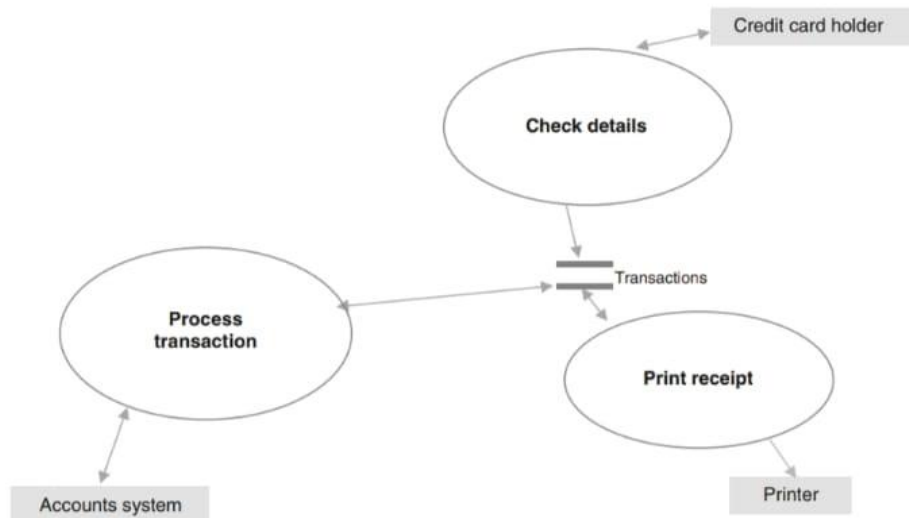 Credit card holder
Check details
Transactions
Process
transaction
Print receipt
Accounts system
Printer